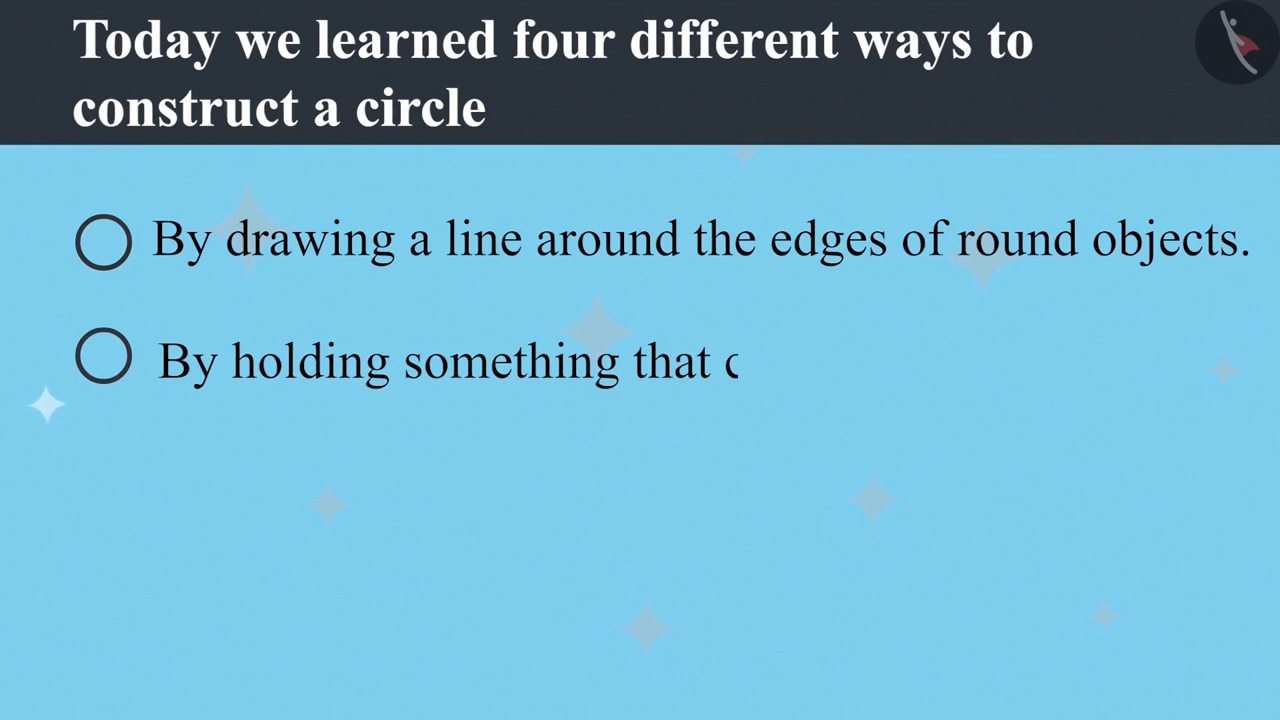 Today we learned four different ways to
construct a circle
By drawing a line around the edges of round objects.
By holding something that